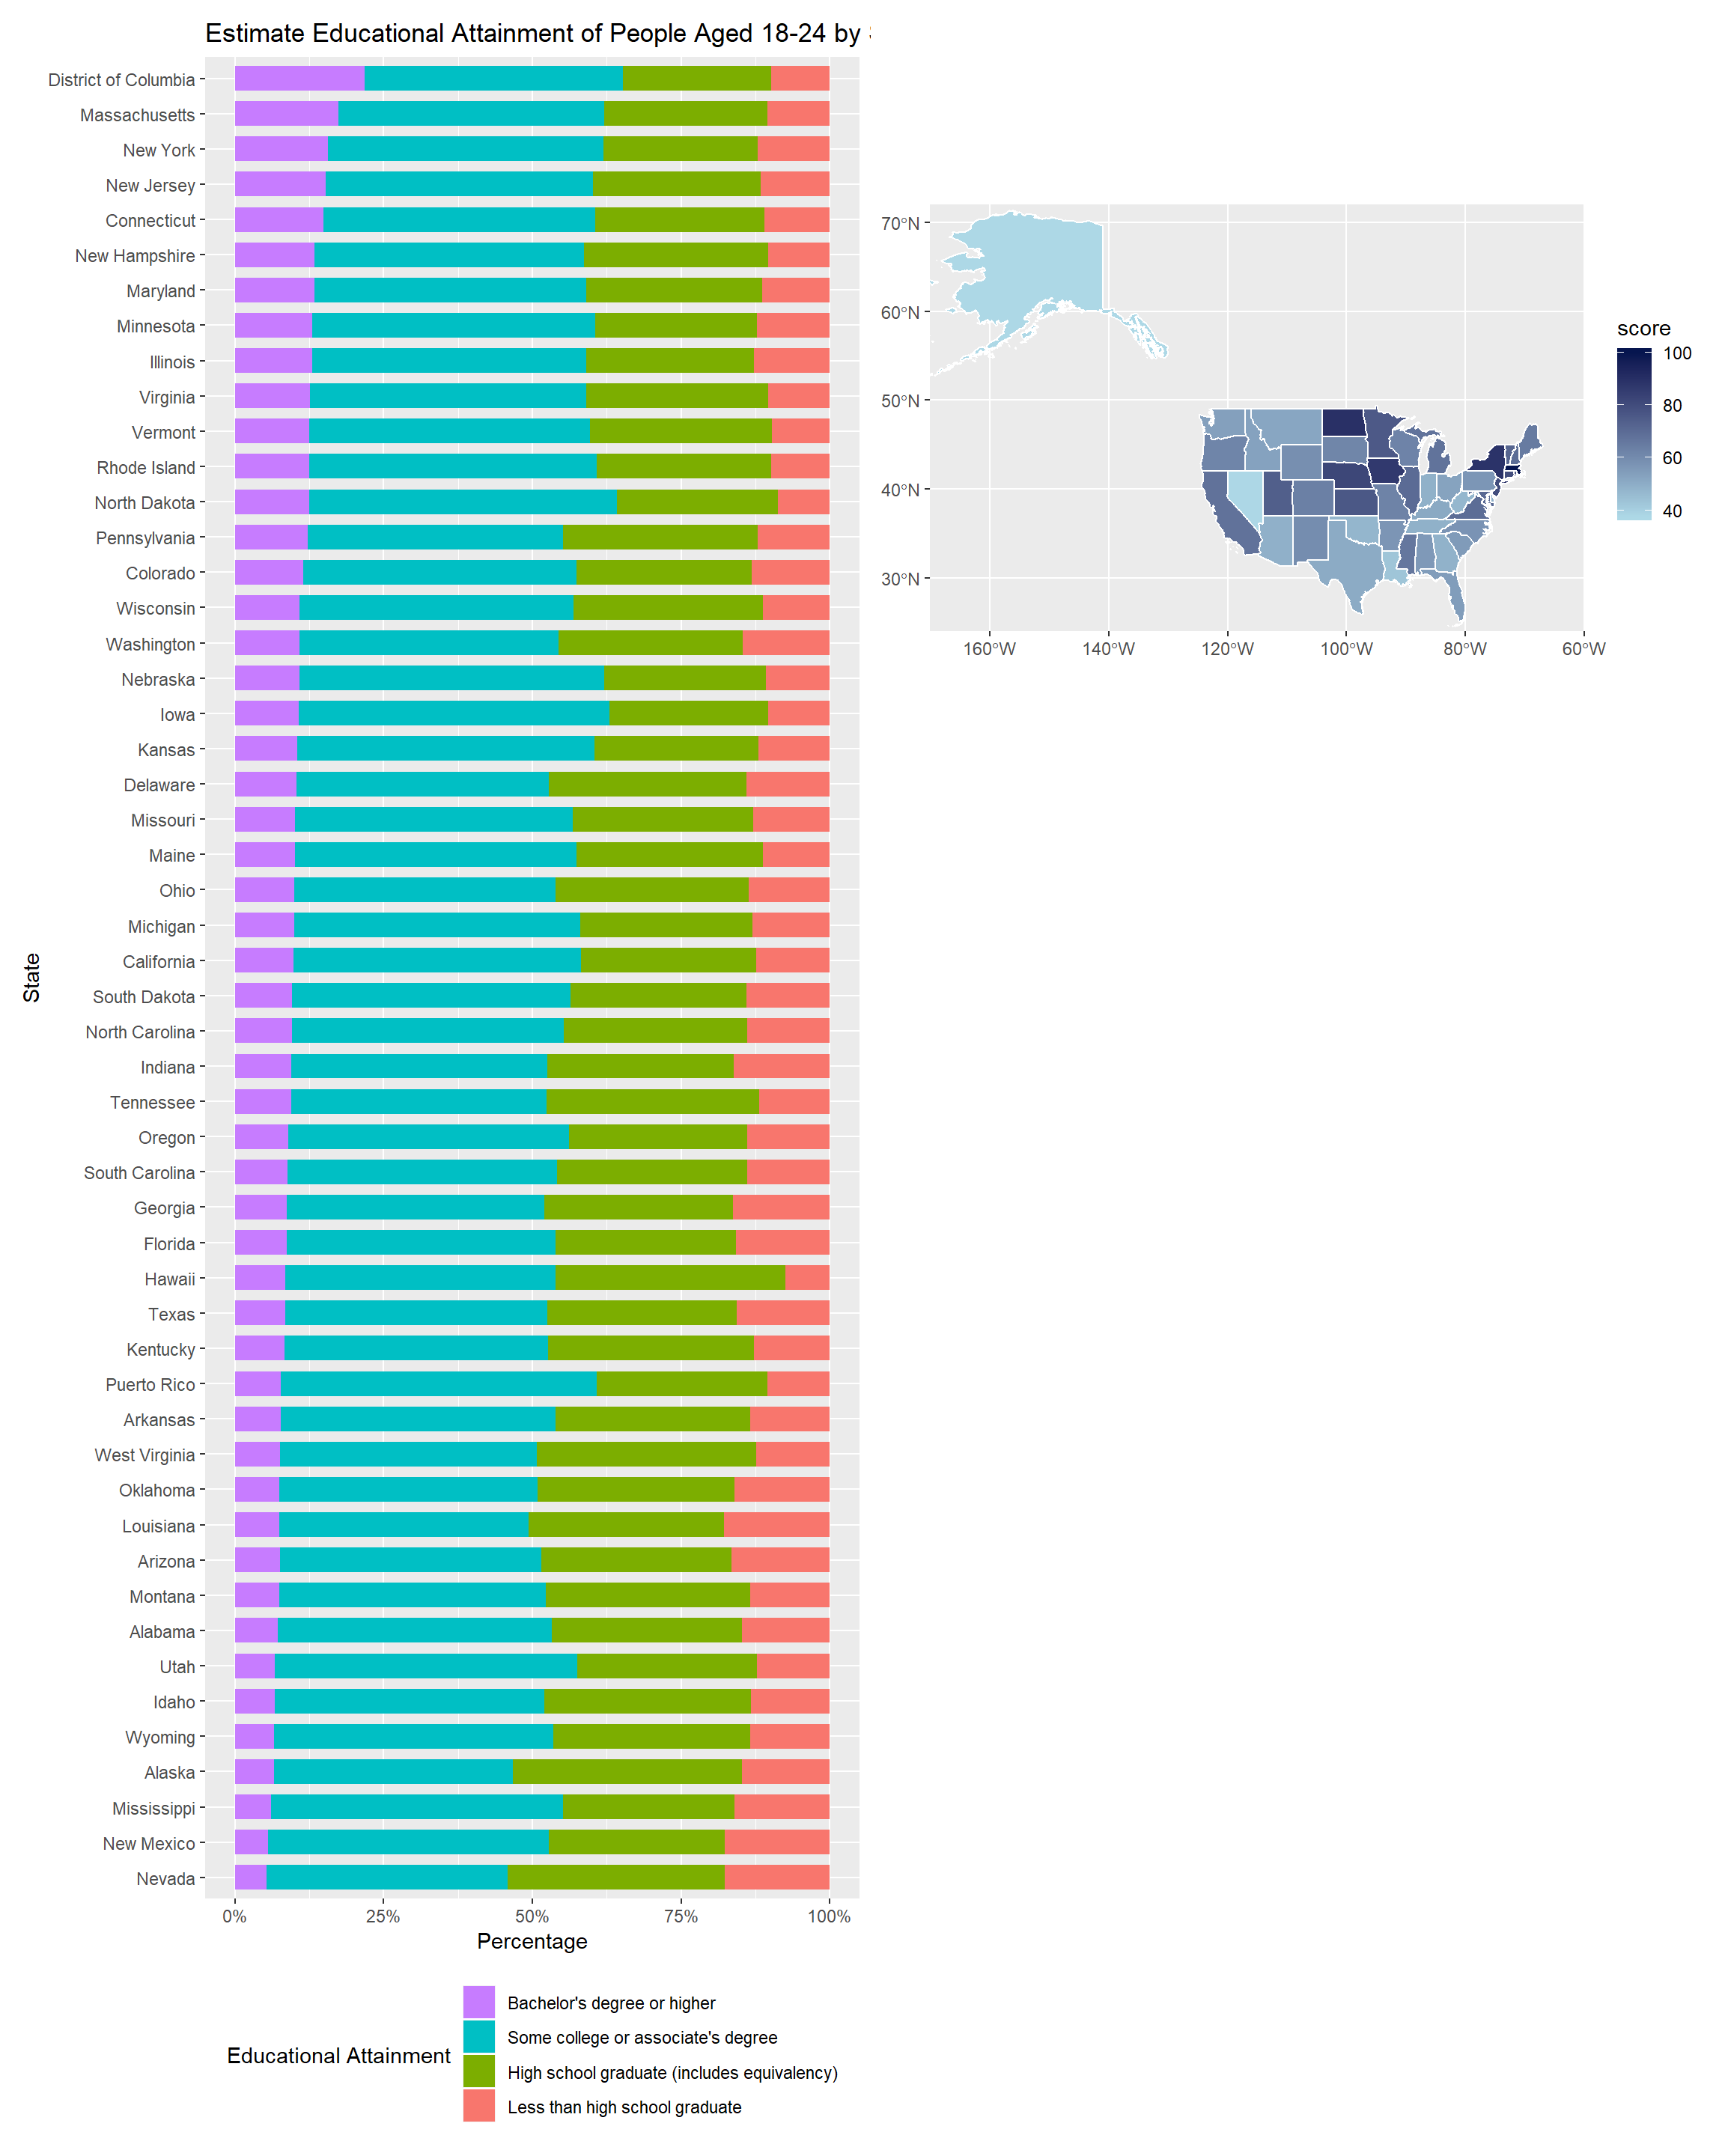 Estimate Educational Attainment of People Aged 18-24 by
District of Columbia
Massachusetts
New York
New Jersey
Connecticut
New Hampshire
Maryland
Minnesota
Illinois
Virginia
Vermont
Rhode Island
North Dakota
Pennsylvania
Colorado
Wisconsin
Washington
Nebraska
Iowa
Kansas
Delaware
Missouri
Maine
Ohio
Michigan
California
South Dakota
North Carolina
Indiana
Tennessee
Oregon
South Carolina
Georgia
Florida
Hawaii
Texas
Kentucky
Puerto Rico
Arkansas
West Virginia
Oklahoma
Louisiana
Arizona
Montana
Alabama
Utah
Idaho
Wyoming
Alaska
Mississippi
New Mexico
Nevada
State
0% 25% 50% 75% 100%
Percentage
Educational Attainment
Bachelor's degree or higher
Some college or associate's degree
High school graduate (includes equivalency)
Less than high school graduate
70°N
60°N
50°N
40°N
30°N
160°W 140°W 120°W 100°W 80°W 60°W
score
100
80
60
40